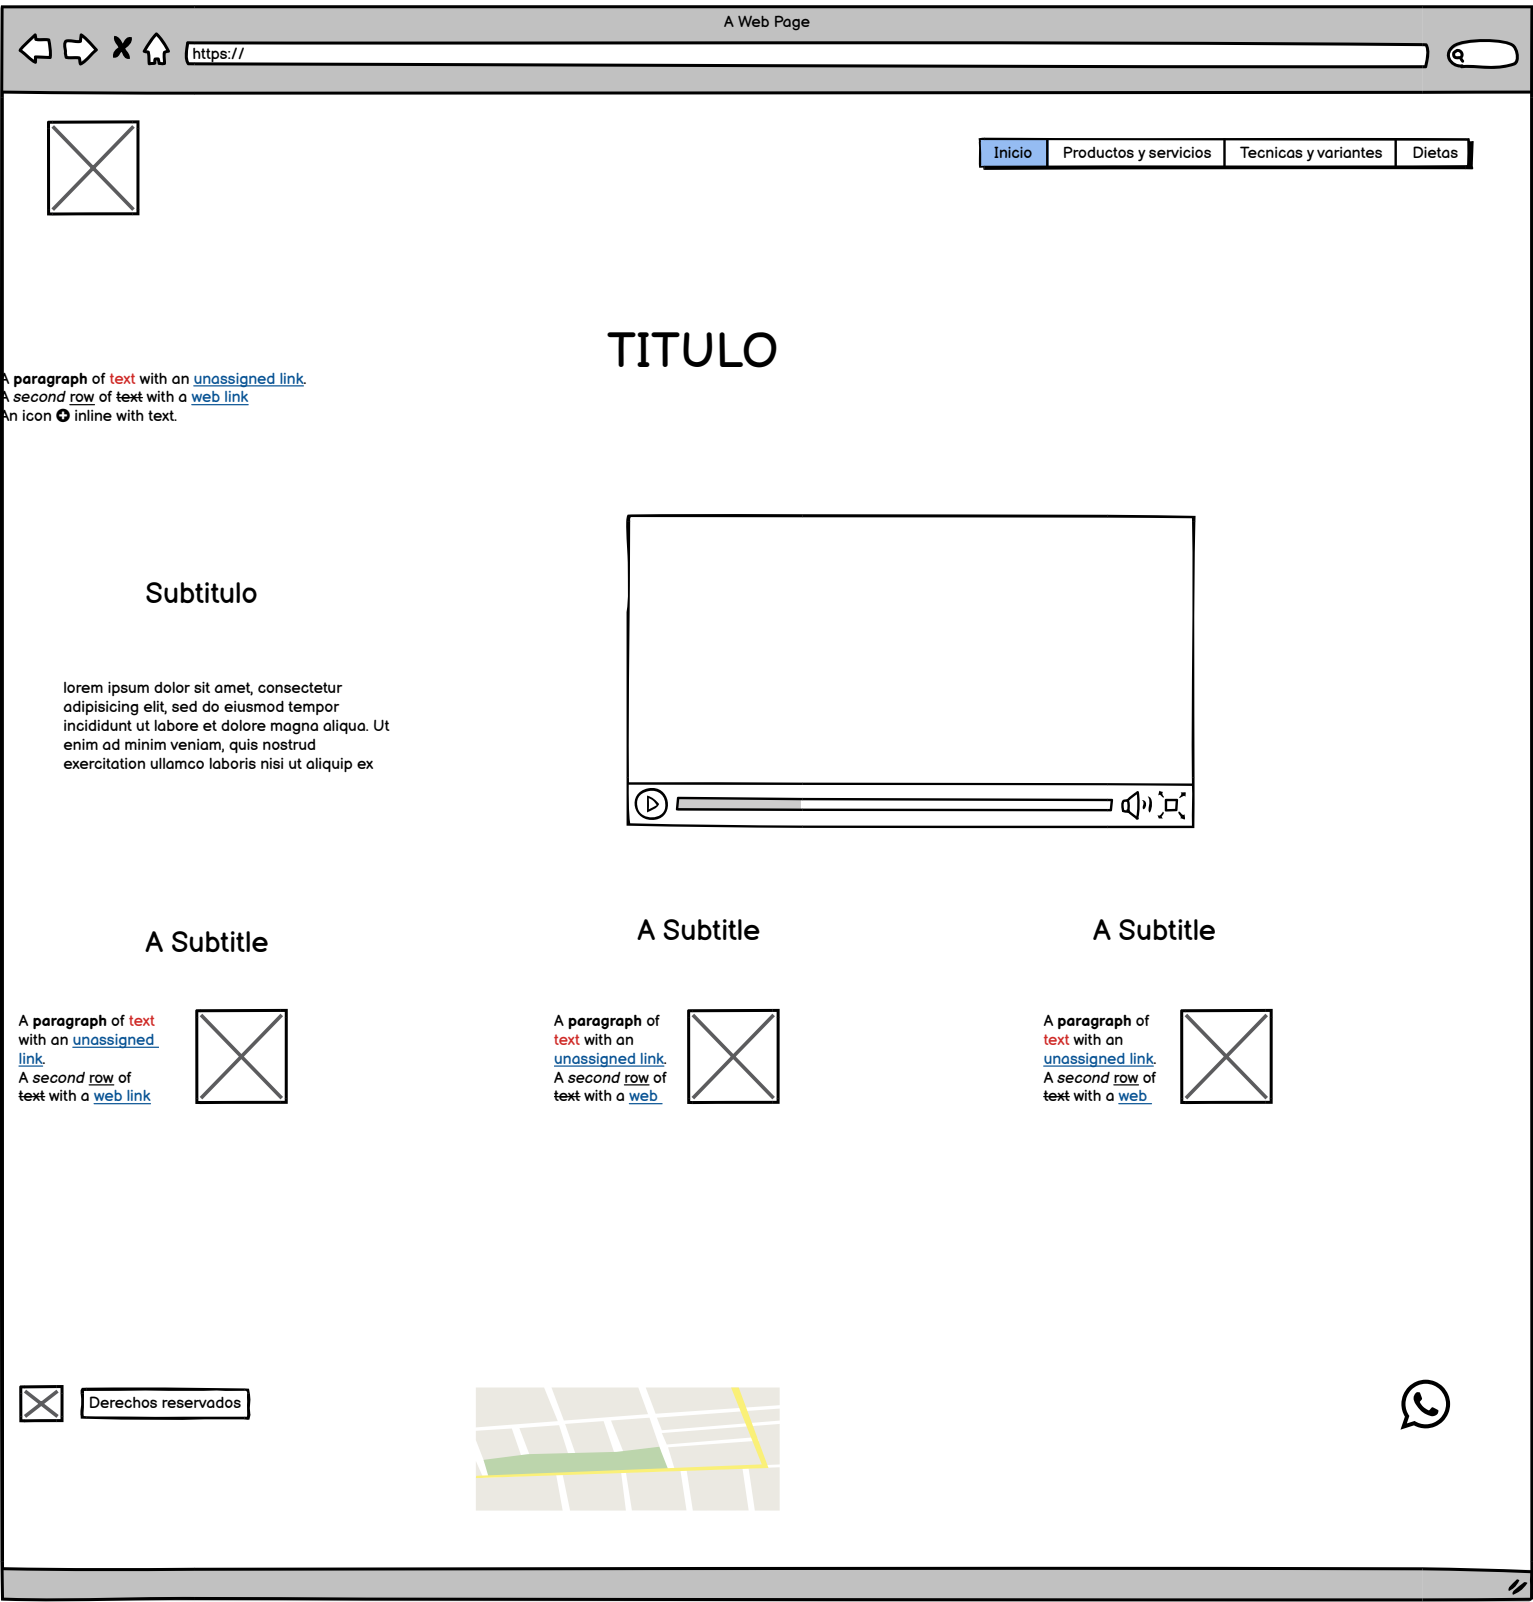 A Web Page
https://
Inicio Productos y servicios Tecnicas y variantes Dietas
TITULO
A paragraph of text with an unassigned link.
A second row of text with a web link
An icon inline with text.
Subtitulo
lorem ipsum dolor sit amet, consectetur
adipisicing elit, sed do eiusmod tempor
incididunt ut labore et dolore magna aliqua. Ut
enim ad minim veniam, quis nostrud
exercitation ullamco laboris nisi ut aliquip ex
A Subtitle
A paragraph of text
with an unassigned
link.
A second row of
text with a web link
A Subtitle
A paragraph of
text with an
unassigned link.
A second row of
text with a web
A Subtitle
A paragraph of
text with an
unassigned link.
A second row of
text with a web
Derechos reservados